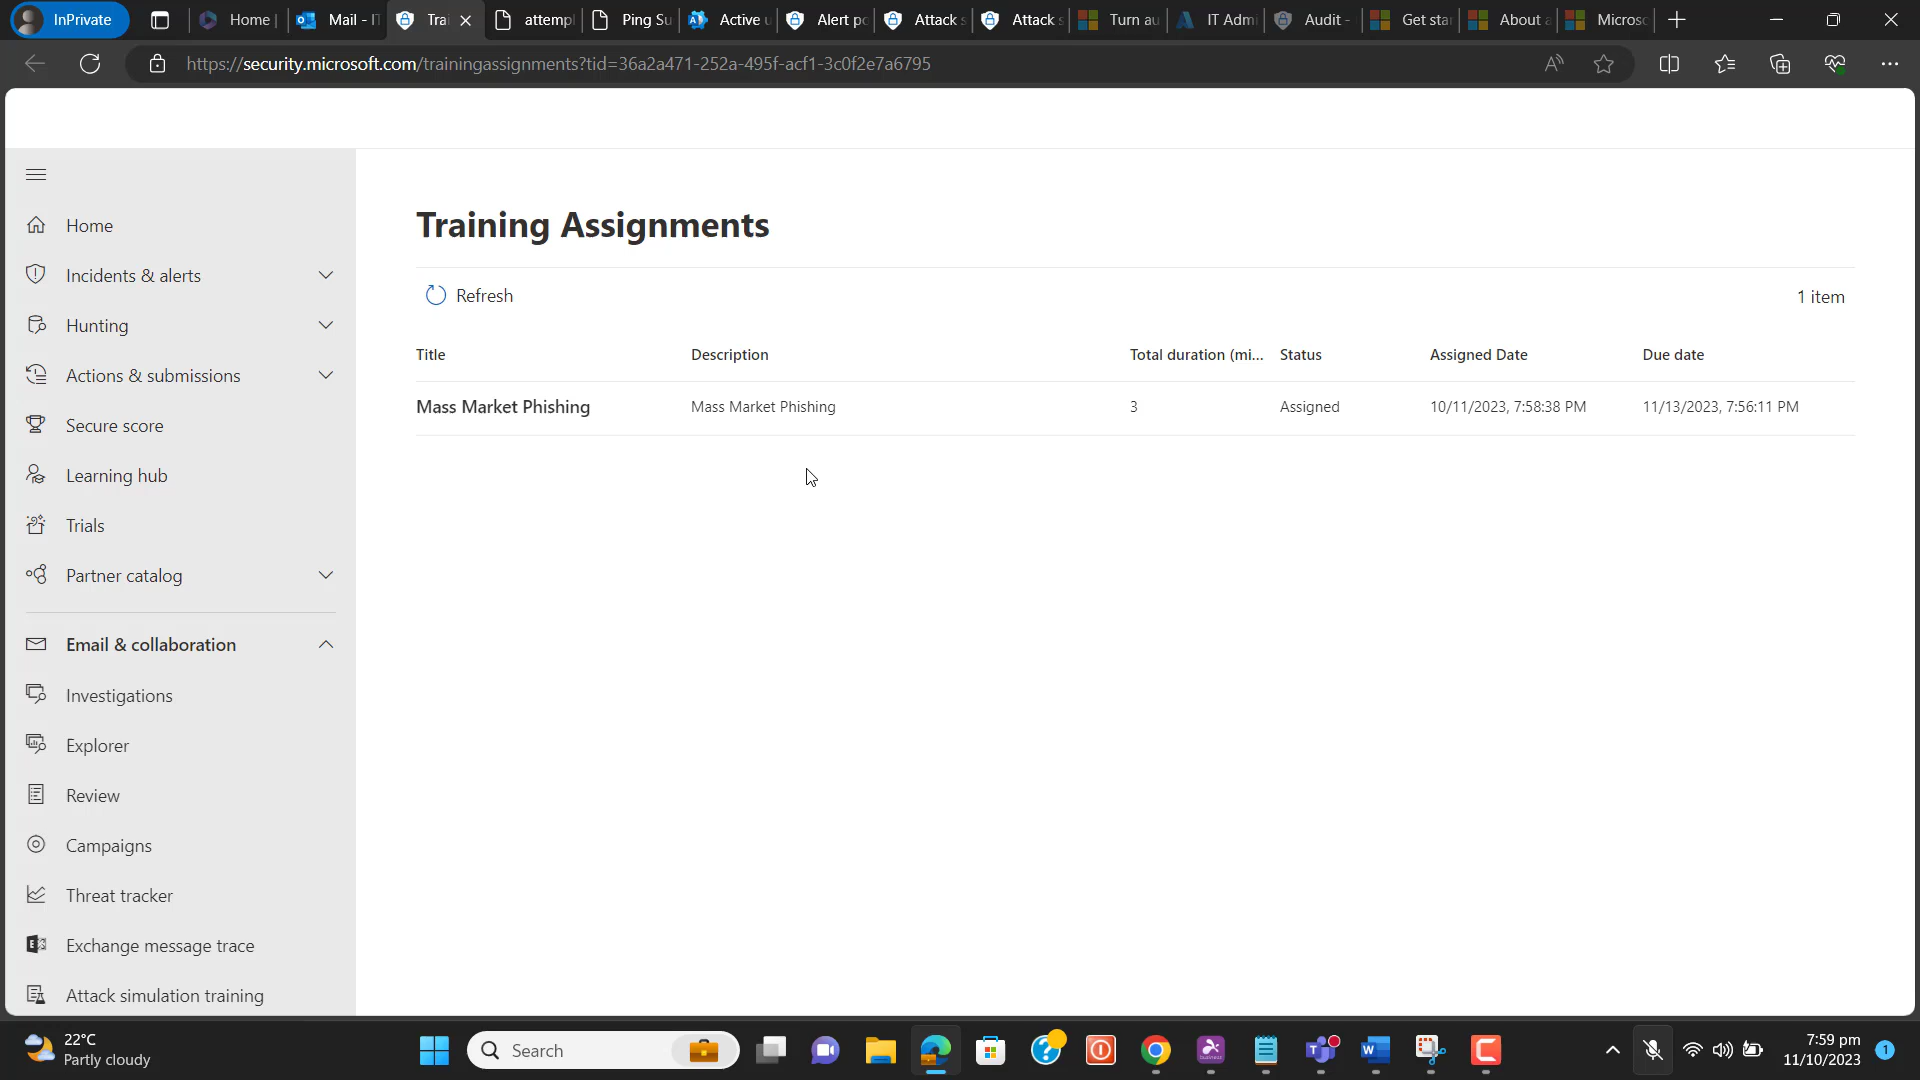 InPrivate
Home |
Mail - IT
Trai
attemp
Ping Su
Active u
Alert po
Attack s
Attack s
Turn au
IT Admi
Audit -
Get star
About a
Microso
https://security.microsoft.com/trainingassignments?tid=36a2a471-252a-495f-acf1-3c0f2e7a6795
Home
Incidents & alerts
Hunting
Actions & submissions
Secure score
Learning hub
Trials
Partner catalog
Email & collaboration
Investigations
Explorer
Review
Campaigns
Threat tracker
Exchange message trace
Attack simulation training
Training Assignments
Refresh
1 item
Title Description Total duration (mi... Status Assigned Date Due date
Mass Market Phishing Mass Market Phishing 3 Assigned 10/11/2023, 7:58:38 PM 11/13/2023, 7:56:11 PM
22°C
Partly cloudy
Search
7:59 pm
11/10/2023
1